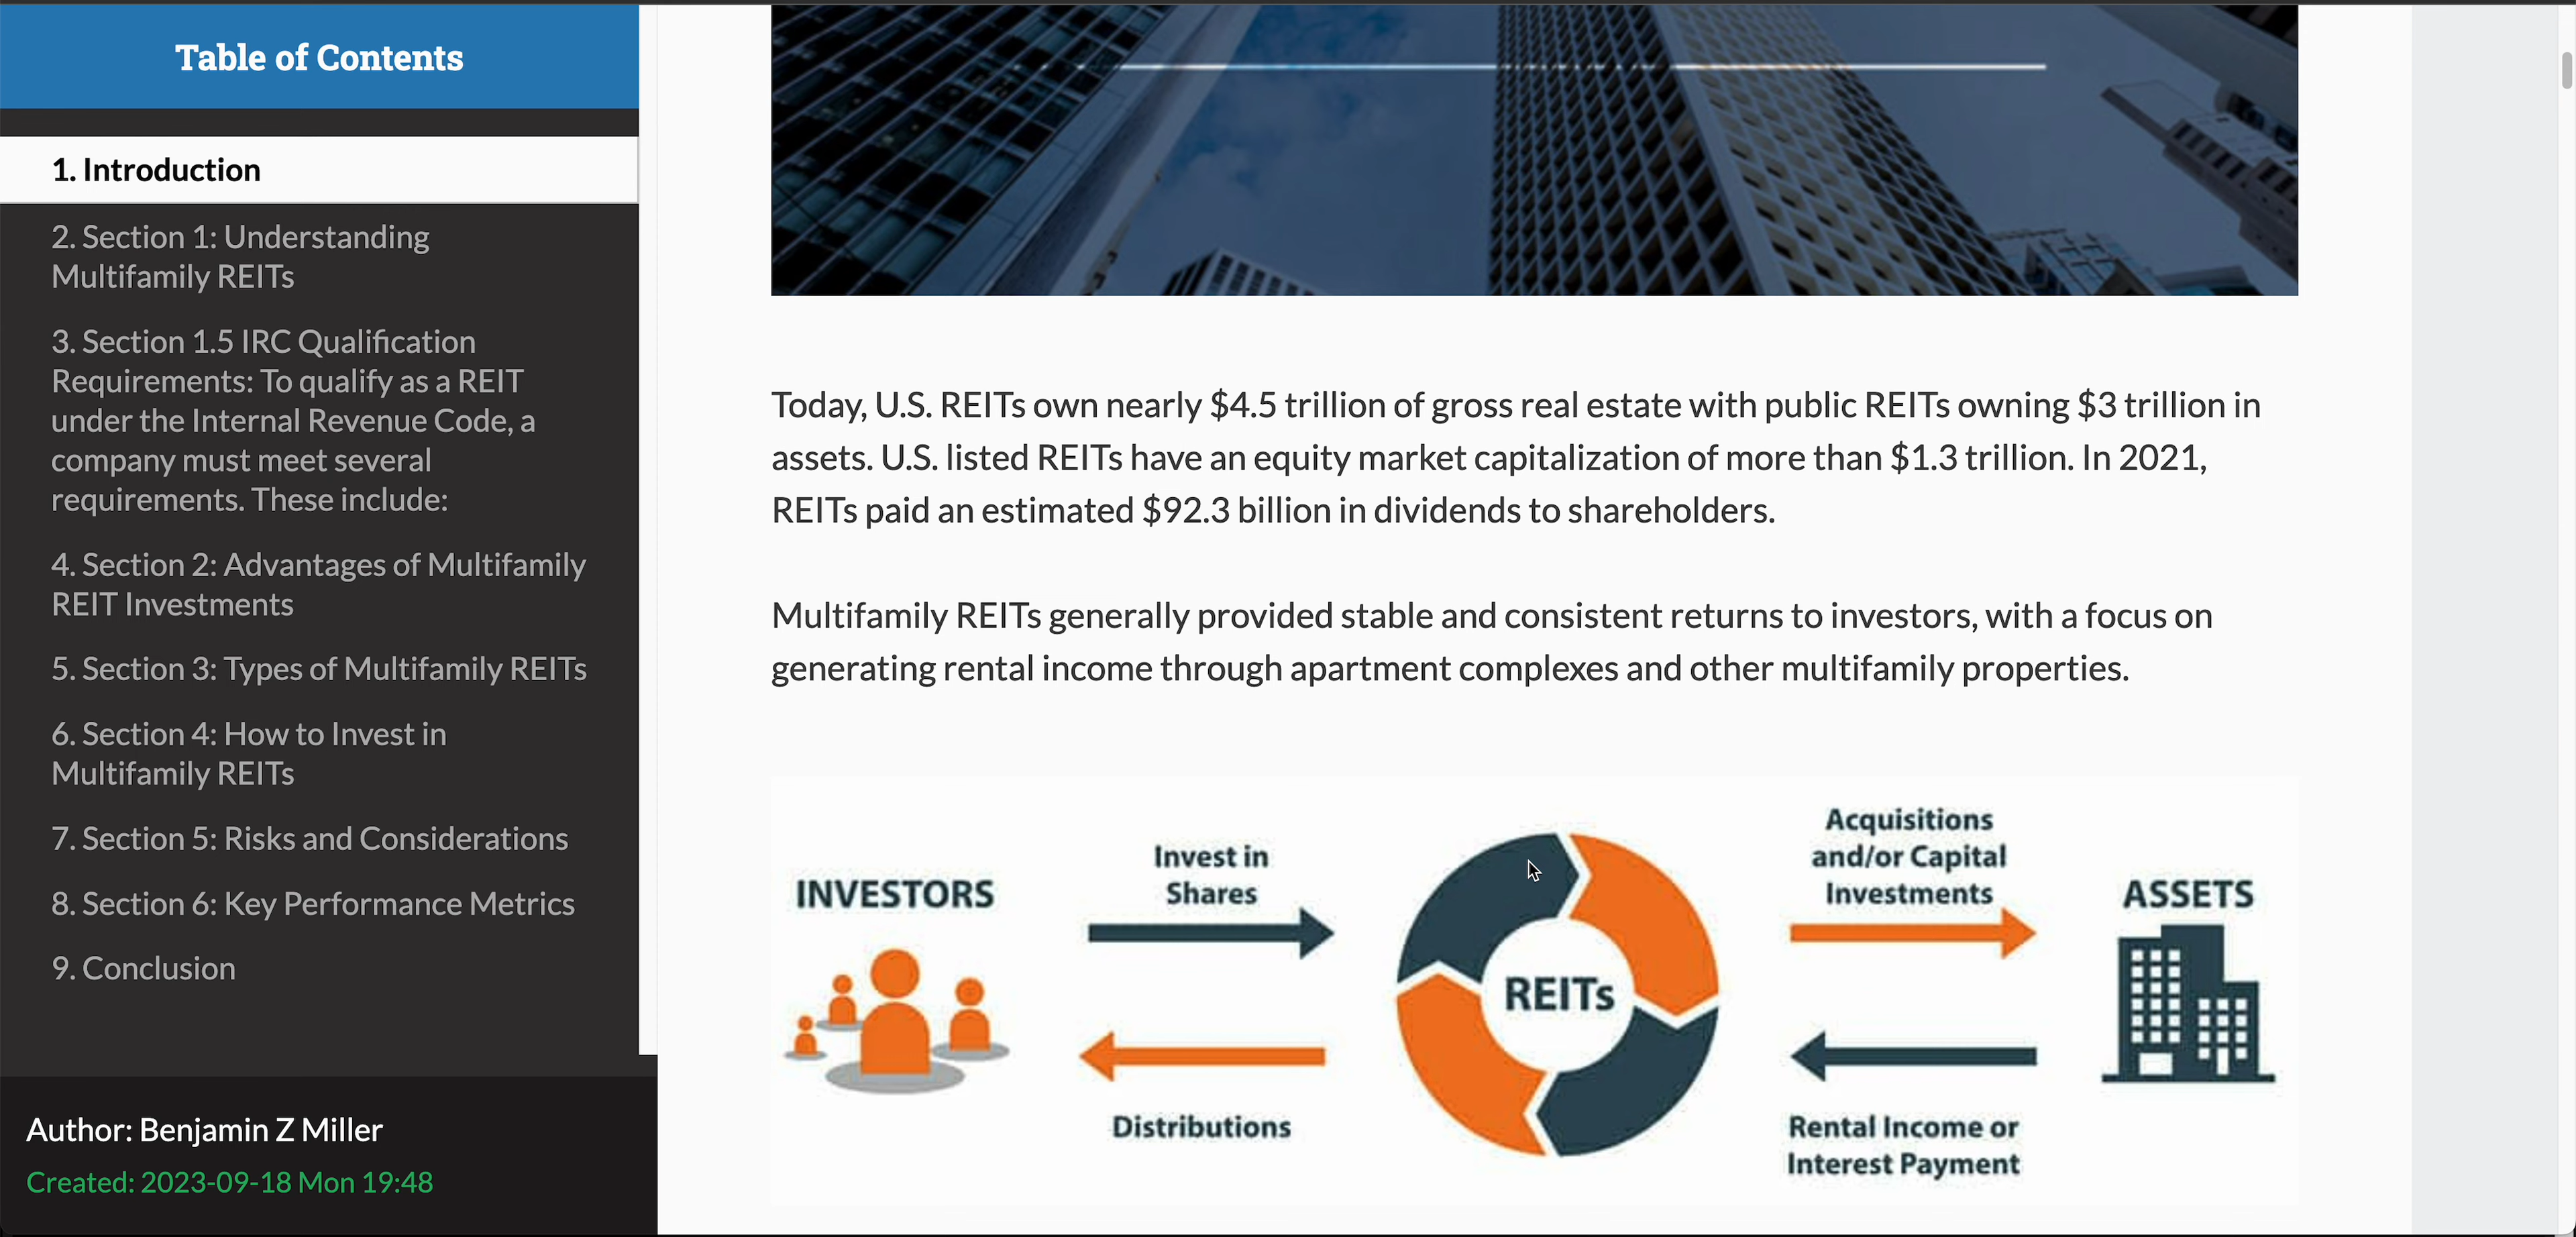 Table of Contents
1. Introduction
2. Section 1: Understanding
Multifamily REITs
3. Section 1.5 IRC Qualification
Requirements: To qualify as a REIT
under the Internal Revenue Code, a
company must meet several
requirements. These include:
4. Section 2: Advantages of Multifamily
REIT Investments
5. Section 3: Types of Multifamily REITs
6. Section 4: How to Invest in
Multifamily REITs
7. Section 5: Risks and Considerations
8. Section 6: Key Performance Metrics
9. Conclusion
Author: Benjamin Z Miller
Created: 2023-09-18 Mon 19:48
Today, U.S. REITs own nearly $4.5 trillion of gross real estate with public REITs owning $3 trillion in
assets. U.S. listed REITs have an equity market capitalization of more than $1.3 trillion. In 2021,
REITs paid an estimated $92.3 billion in dividends to shareholders.
Multifamily REITs generally provided stable and consistent returns to investors, with a focus on
generating rental income through apartment complexes and other multifamily properties.
INVESTORS
Invest in
Shares
Distributions
REITs
Acquisitions
and/or Capital
Investments
Rental Income or
Interest Payment
ASSETS